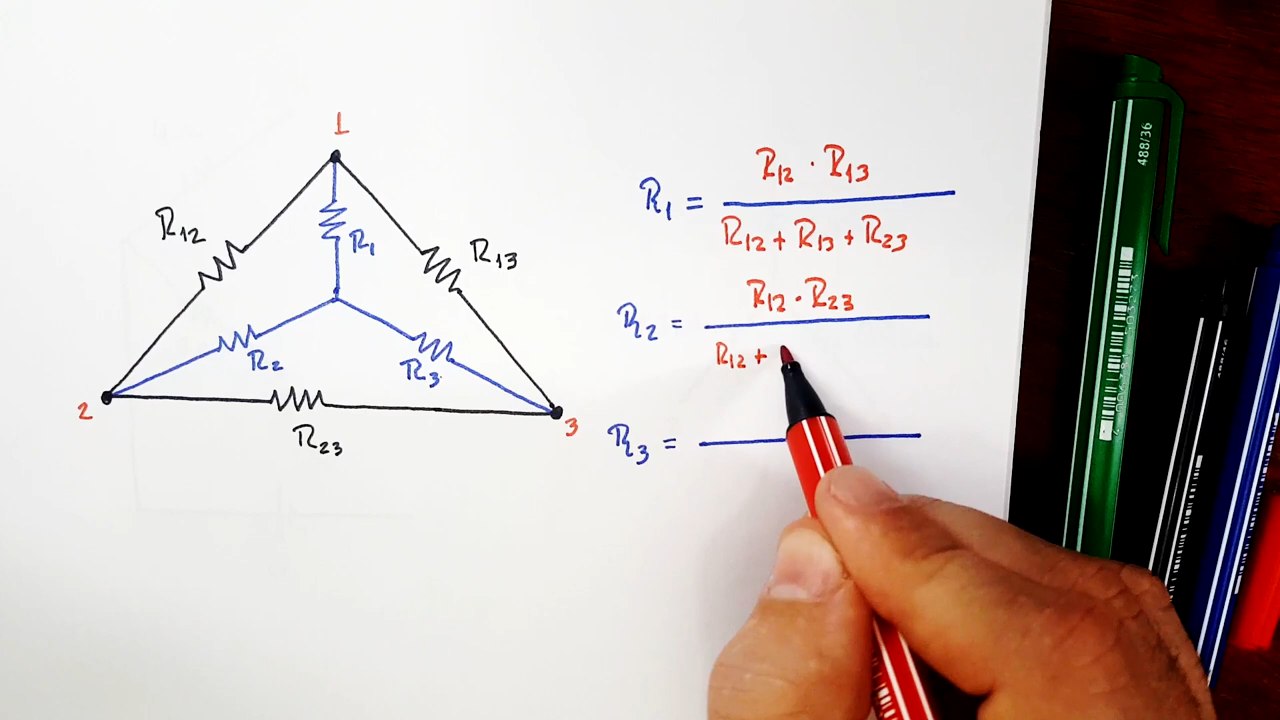 1
R12
R1
R13
R2
R3
2
3
R23
R1 = R12 · R13
R12 + R13 + R23
R2 = R12 · R23
R12 +
R3 =
488/36